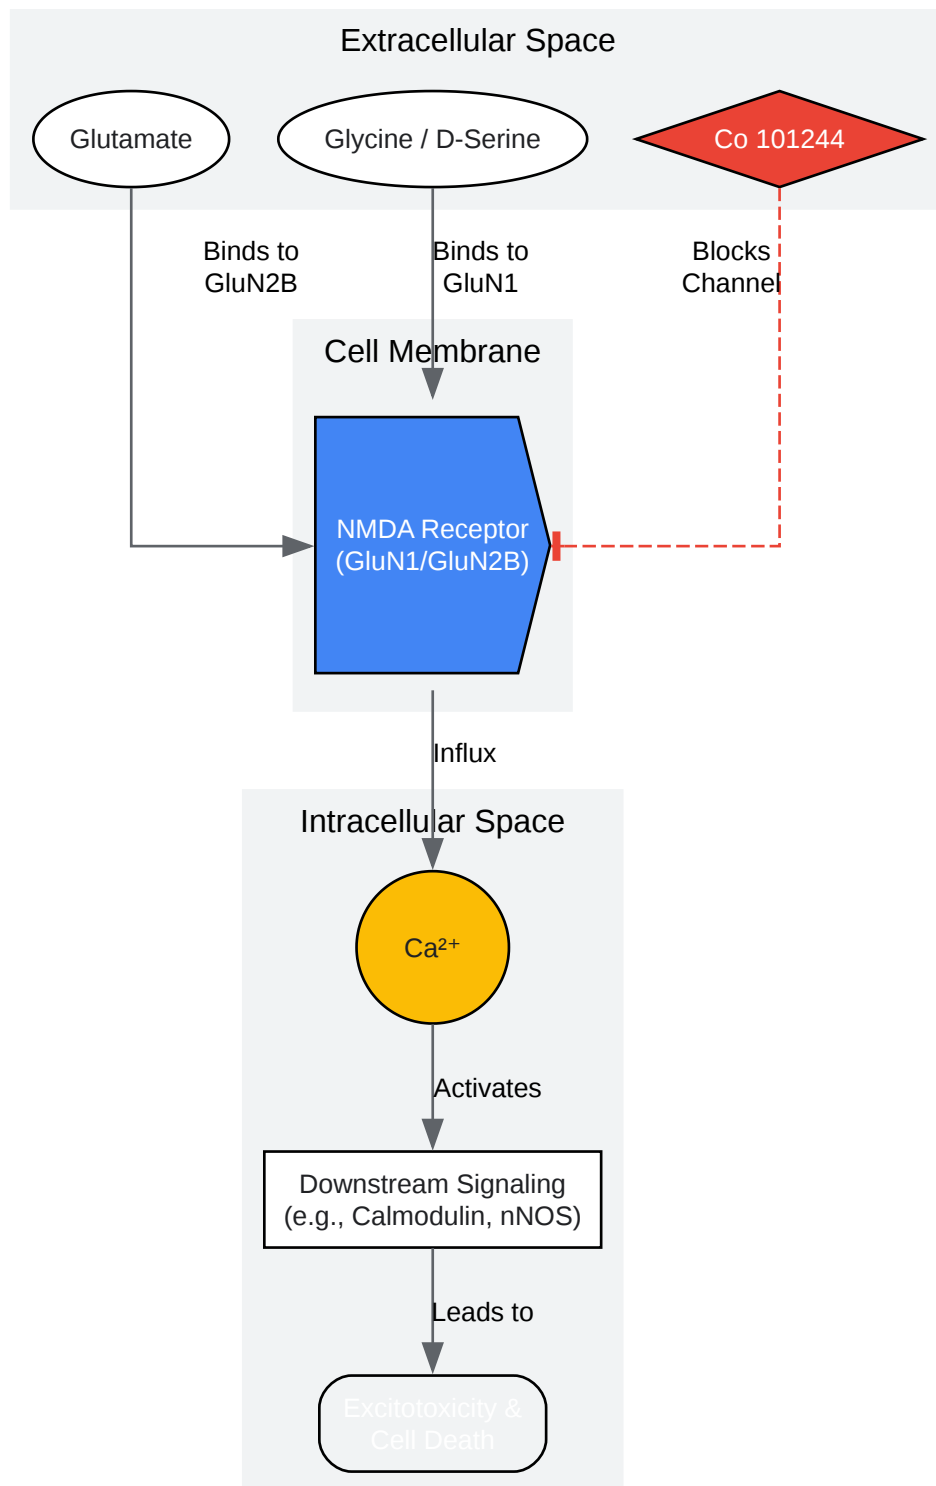 Extracellular Space
Glutamate
Glycine / D-Serine
Co 101244
Binds to
GluN2B
Binds to
GluN1
Blocks
Channel
Cell Membrane
NMDA Receptor
(GluN1/GluN2B)
Influx
Intracellular Space
Ca²⁺
Activates
Downstream Signaling
(e.g., Calmodulin, nNOS)
Leads to
Excitotoxicity &
Cell Death